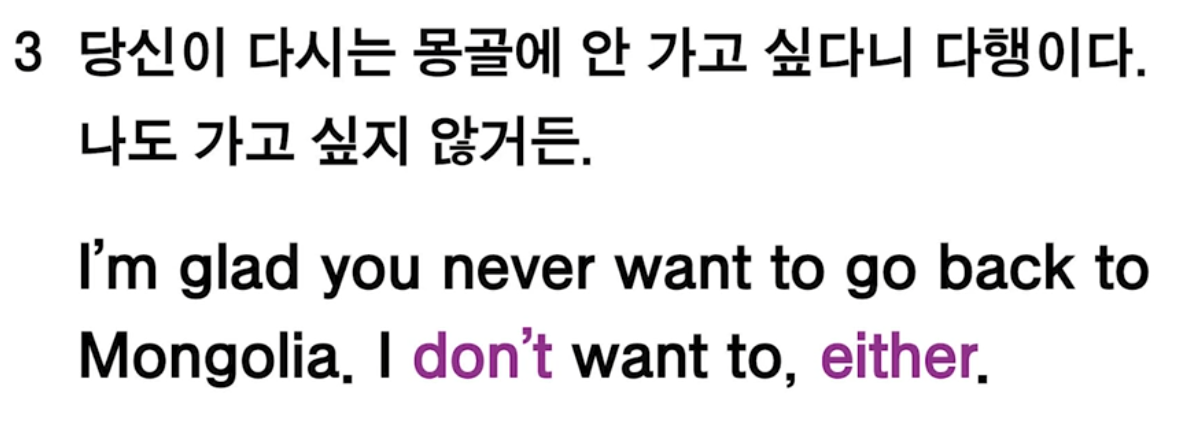 3 당신이 다시는 몽골에 안 가고 싶다니 다행이다.
나도 가고 싶지 않거든.
I'm glad you never want to go back to
Mongolia. I don't want to, either.